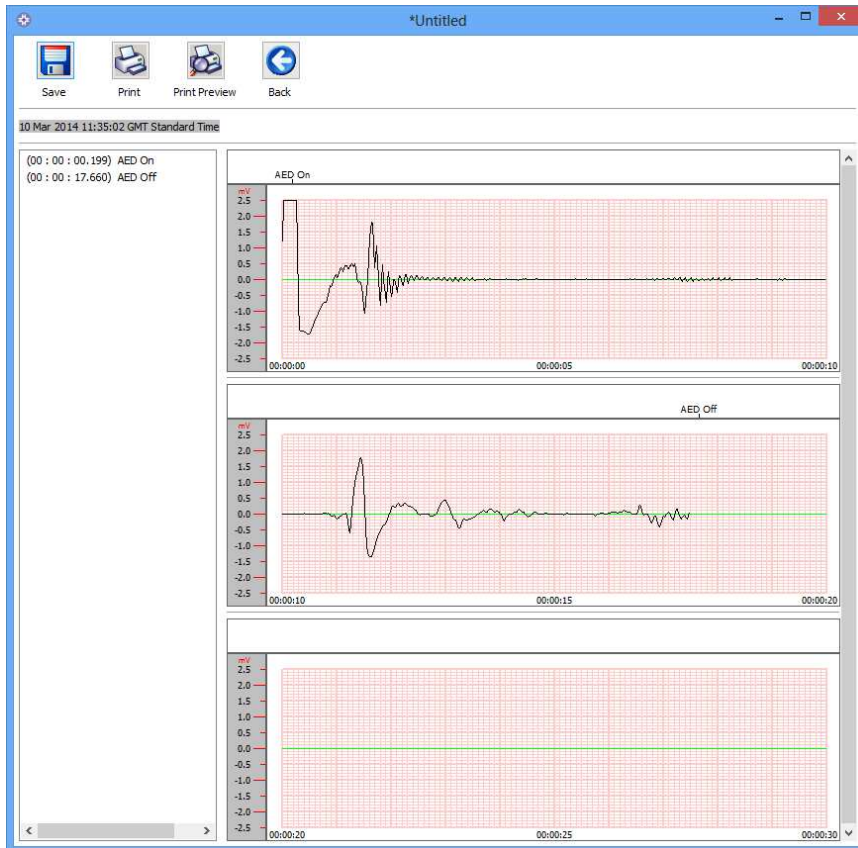 *Untitled
Save Print Print Preview Back
10 Mar 2014 11:35:02 GMT Standard Time
(00 : 00 : 00.199) AED On
(00 : 00 : 17.660) AED Off
AED On
mV
2.5
2.0
1.5
1.0
0.5
0.0
-0.5
-1.0
-1.5
-2.0
-2.5
00:00:00 00:00:05 00:00:10
AED Off
mV
2.5
2.0
1.5
1.0
0.5
0.0
-0.5
-1.0
-1.5
-2.0
-2.5
00:00:10 00:00:15 00:00:20
mV
2.5
2.0
1.5
1.0
0.5
0.0
-0.5
-1.0
-1.5
-2.0
-2.5
00:00:20 00:00:25 00:00:30